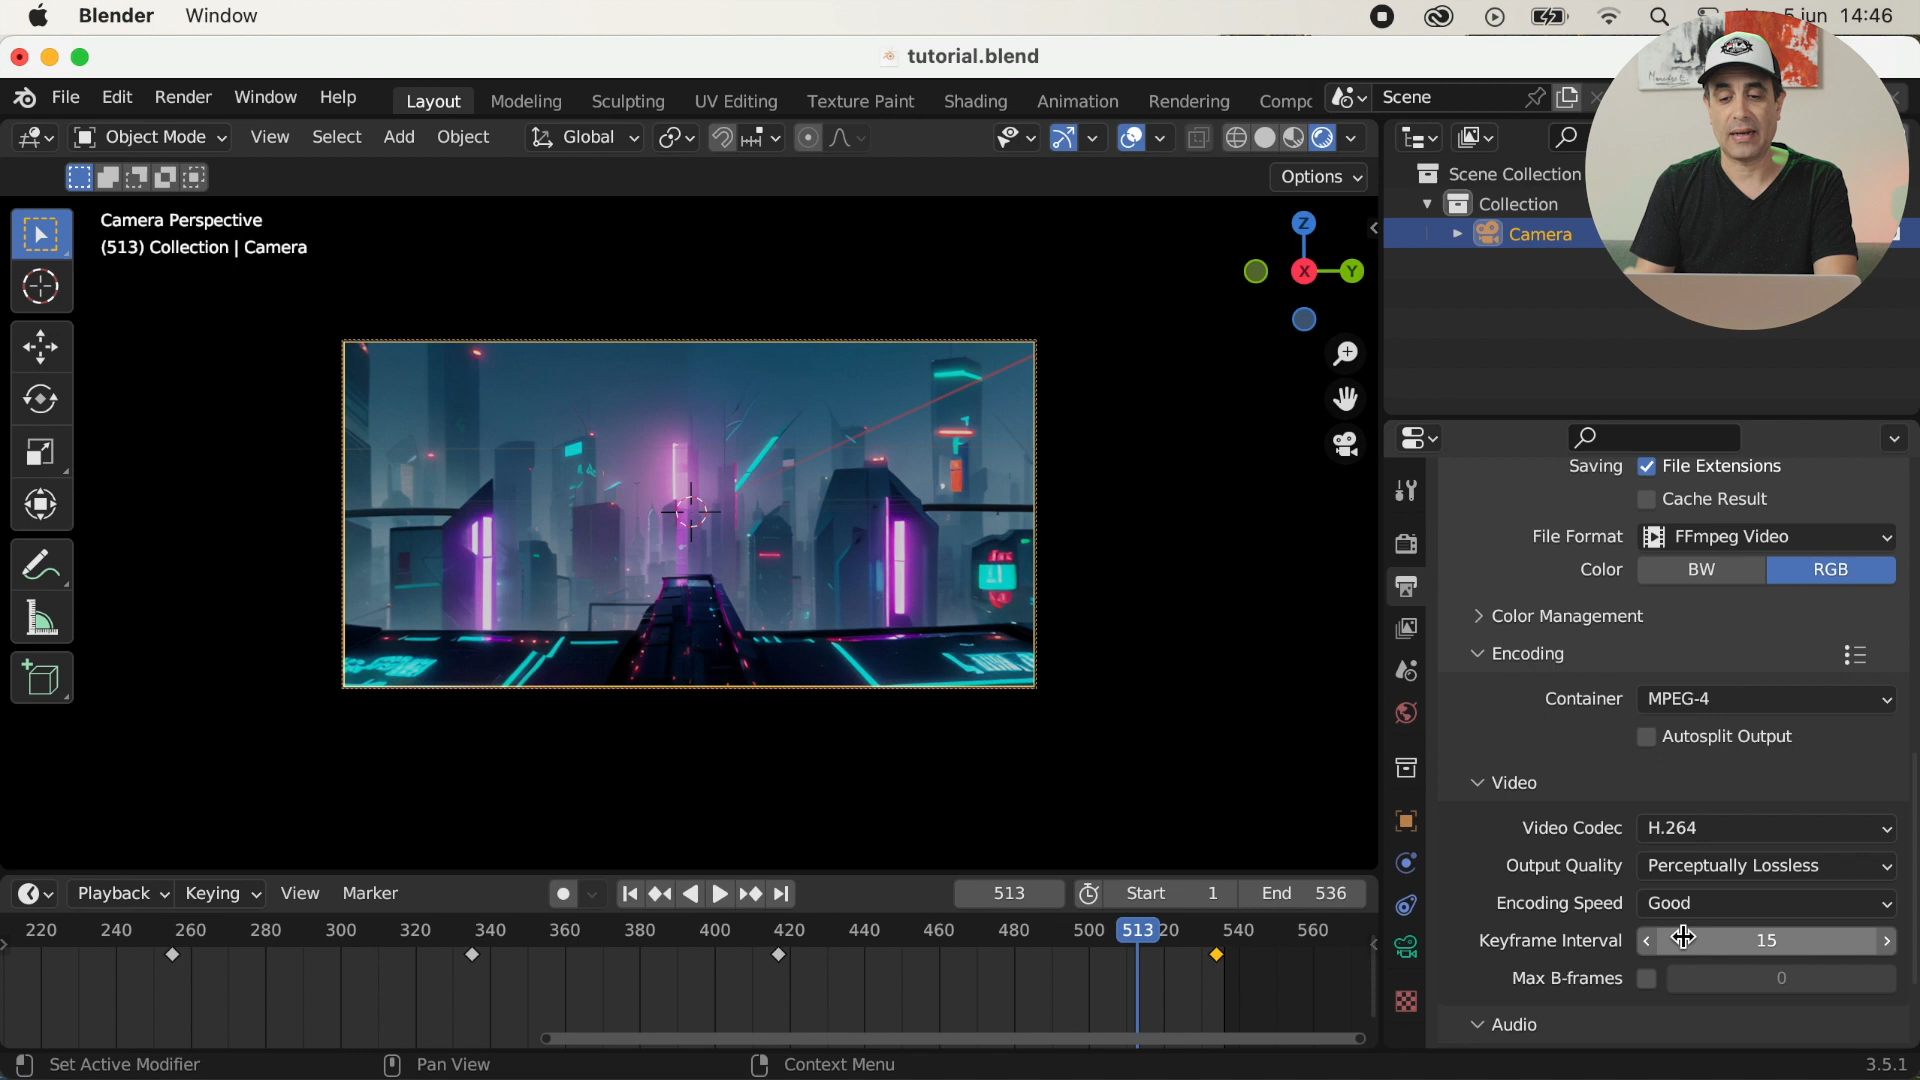 Blender Window
5 jun 14:46
tutorial.blend
File Edit Render Window Help
Layout Modeling Sculpting UV Editing Texture Paint Shading Animation Rendering Compo
Scene
Object Mode View Select Add Object Global
Options
Camera Perspective
(513) Collection | Camera
Z
X
Y
Scene Collection
Collection
Camera
Saving File Extensions
Cache Result
File Format FFmpeg Video
Color BW RGB
Color Management
Encoding
Container MPEG-4
Autosplit Output
Video
Video Codec H.264
Output Quality Perceptually Lossless
Encoding Speed Good
Keyframe Interval 15
Max B-frames 0
Audio
Playback Keying View Marker
513 Start 1 End 536
220 240 260 280 300 320 340 360 380 400 420 440 460 480 500 513 20 540 560
Set Active Modifier Pan View Context Menu 3.5.1